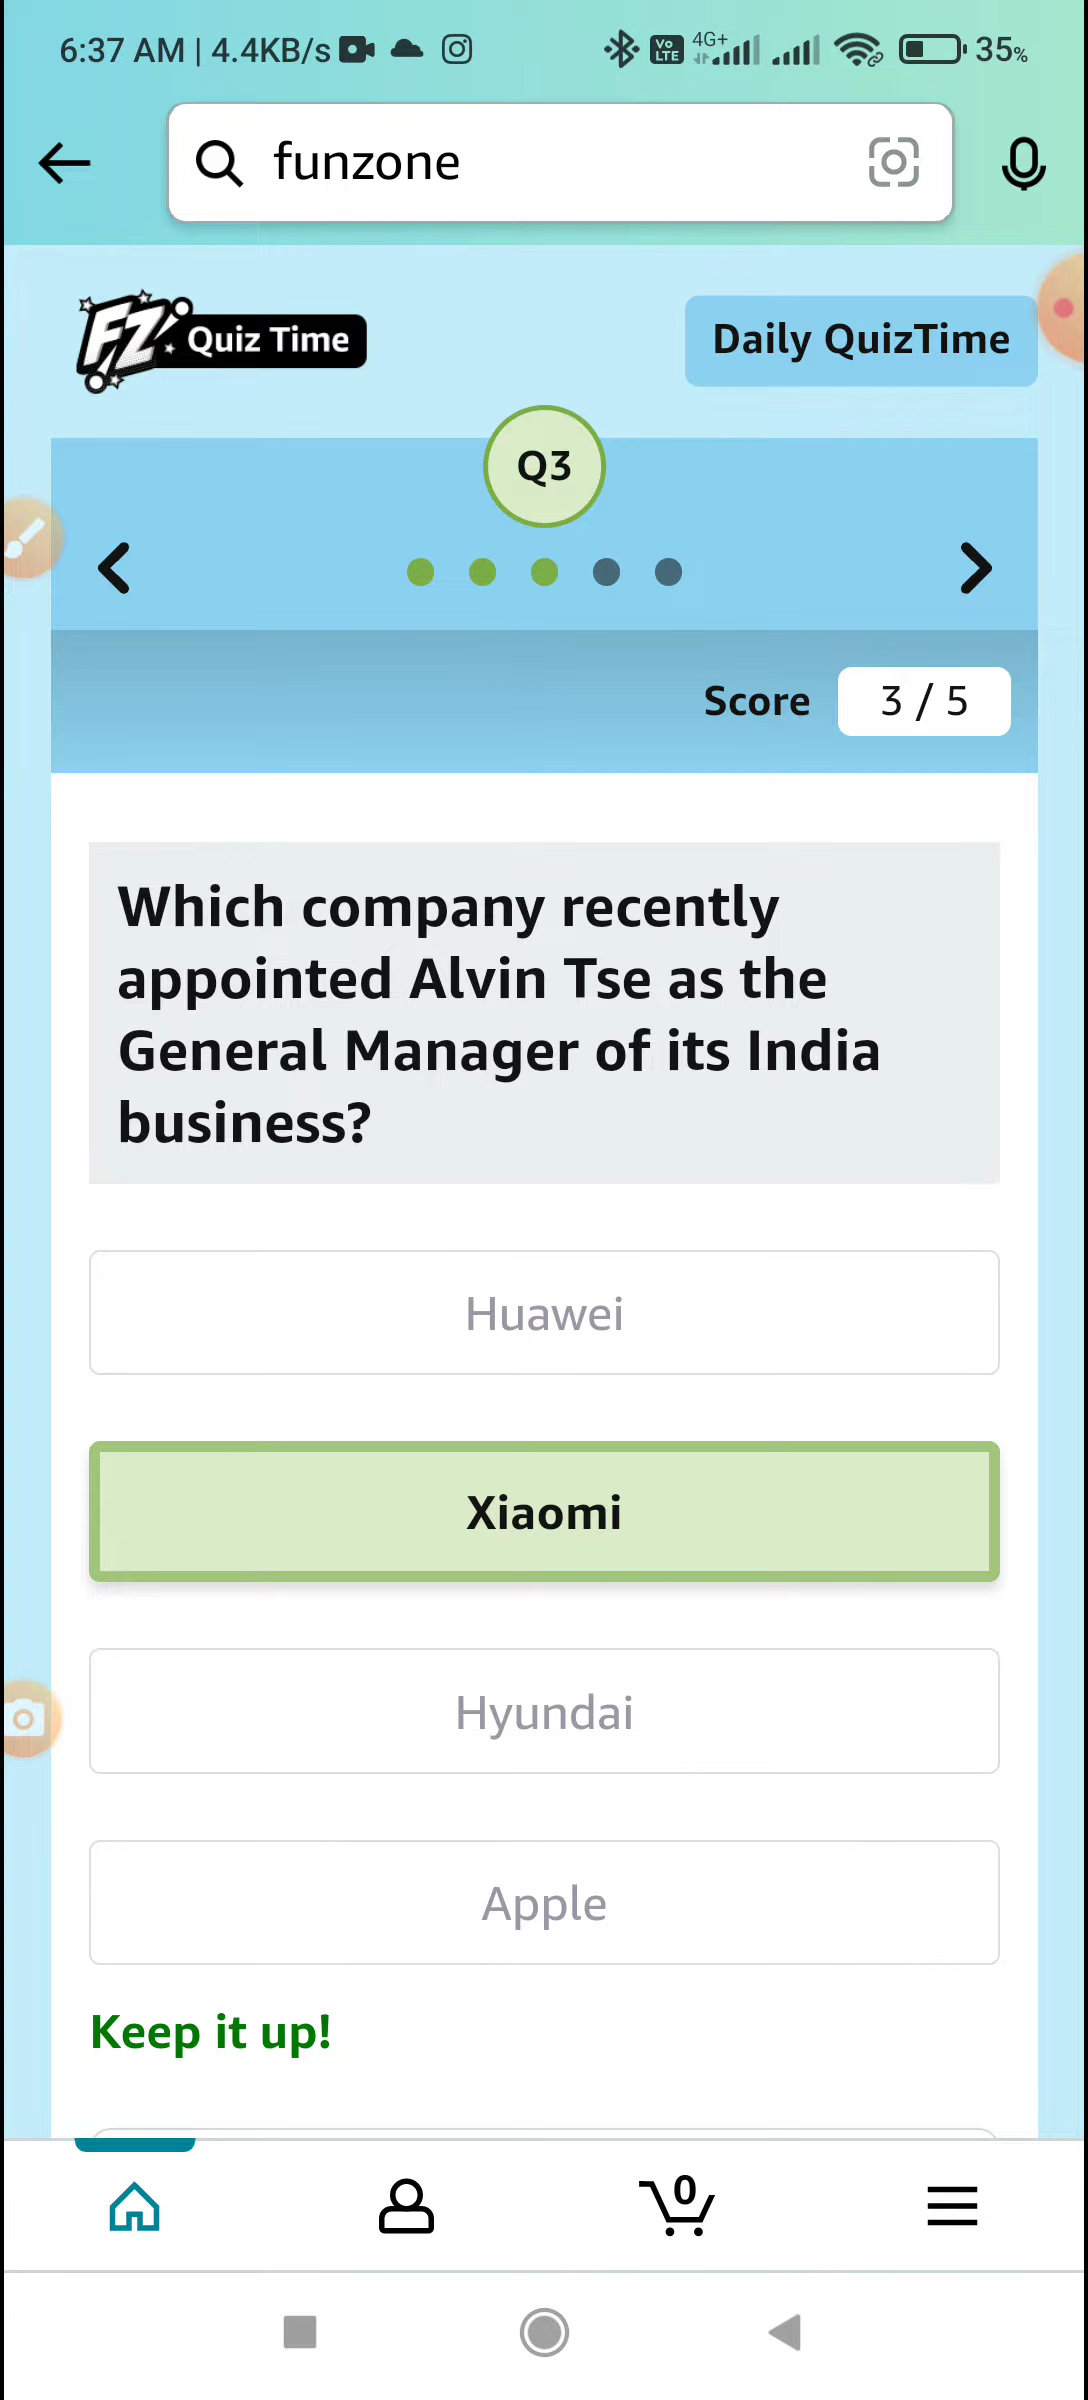 6:37 AM | 4.4KB/s Vo LTE 4G+ 35%
funzone
FZ Quiz Time
Daily QuizTime
Q3
Score 3 / 5
Which company recently
appointed Alvin Tse as the
General Manager of its India
business?
Huawei
Xiaomi
Hyundai
Apple
Keep it up!
0